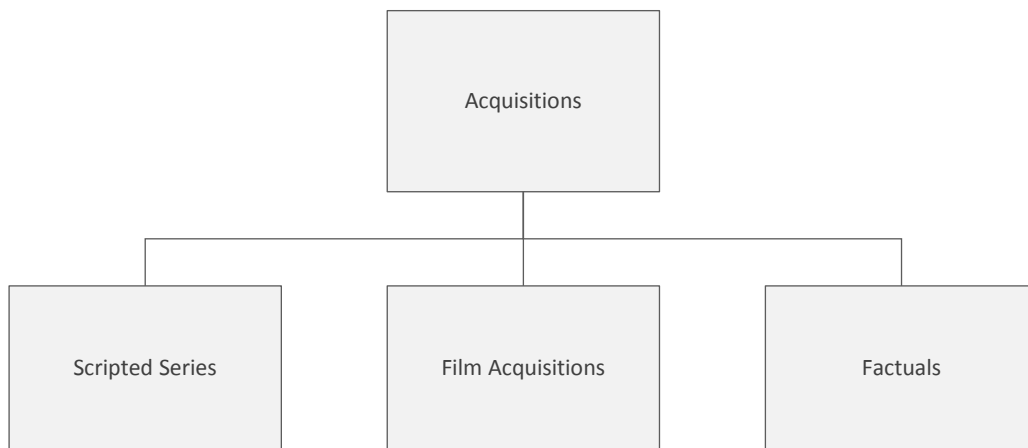 Acquisitions
Scripted Series
Film Acquisitions
Factuals